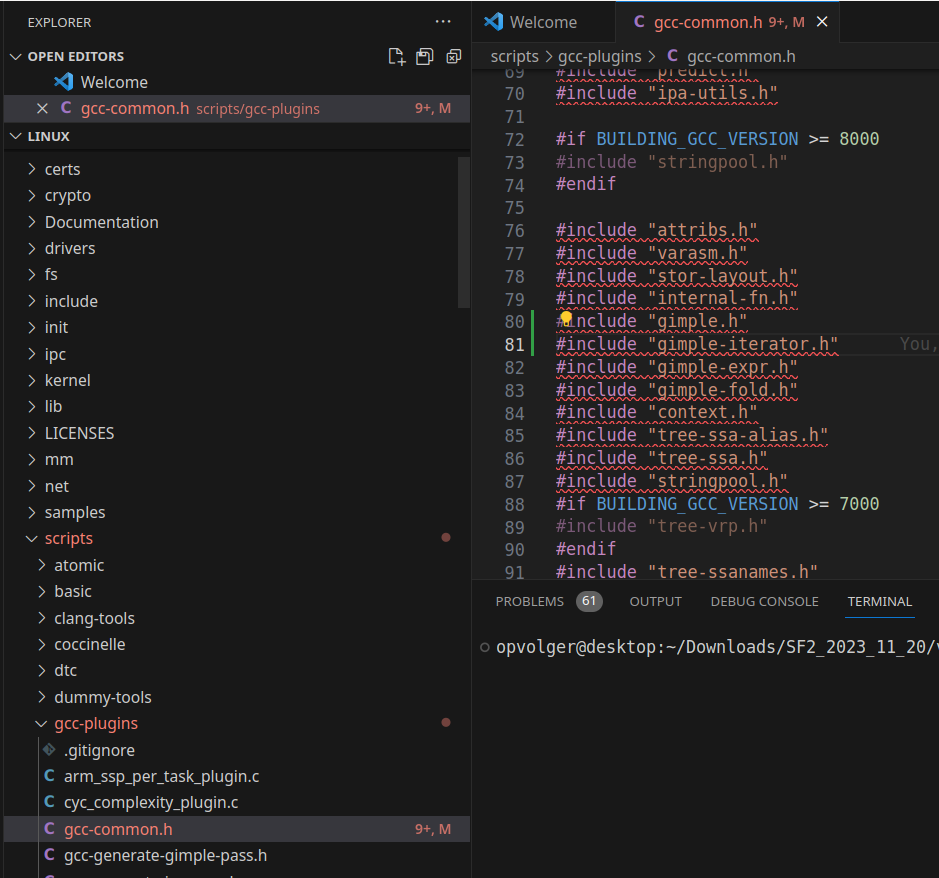 EXPLORER
OPEN EDITORS
Welcome
gcc-common.h scripts/gcc-plugins 9+, M
LINUX
certs
crypto
Documentation
drivers
fs
include
init
ipc
kernel
lib
LICENSES
mm
net
samples
scripts
atomic
basic
clang-tools
coccinelle
dtc
dummy-tools
gcc-plugins
.gitignore
arm_ssp_per_task_plugin.c
cyc_complexity_plugin.c
gcc-common.h 9+, M
gcc-generate-gimple-pass.h
Welcome
C gcc-common.h 9+, M
scripts > gcc-plugins > C gcc-common.h
69 #include "predict.h"
70 #include "ipa-utils.h"
71
72 #if BUILDING_GCC_VERSION >= 8000
73 #include "stringpool.h"
74 #endif
75
76 #include "attribs.h"
77 #include "varasm.h"
78 #include "stor-layout.h"
79 #include "internal-fn.h"
80 #include "gimple.h"
81 #include "gimple-iterator.h" You,
82 #include "gimple-expr.h"
83 #include "gimple-fold.h"
84 #include "context.h"
85 #include "tree-ssa-alias.h"
86 #include "tree-ssa.h"
87 #include "stringpool.h"
88 #if BUILDING_GCC_VERSION >= 7000
89 #include "tree-vrp.h"
90 #endif
91 #include "tree-ssanames.h"
PROBLEMS 61 OUTPUT DEBUG CONSOLE TERMINAL
opvolger@desktop:~/Downloads/SF2_2023_11_20/